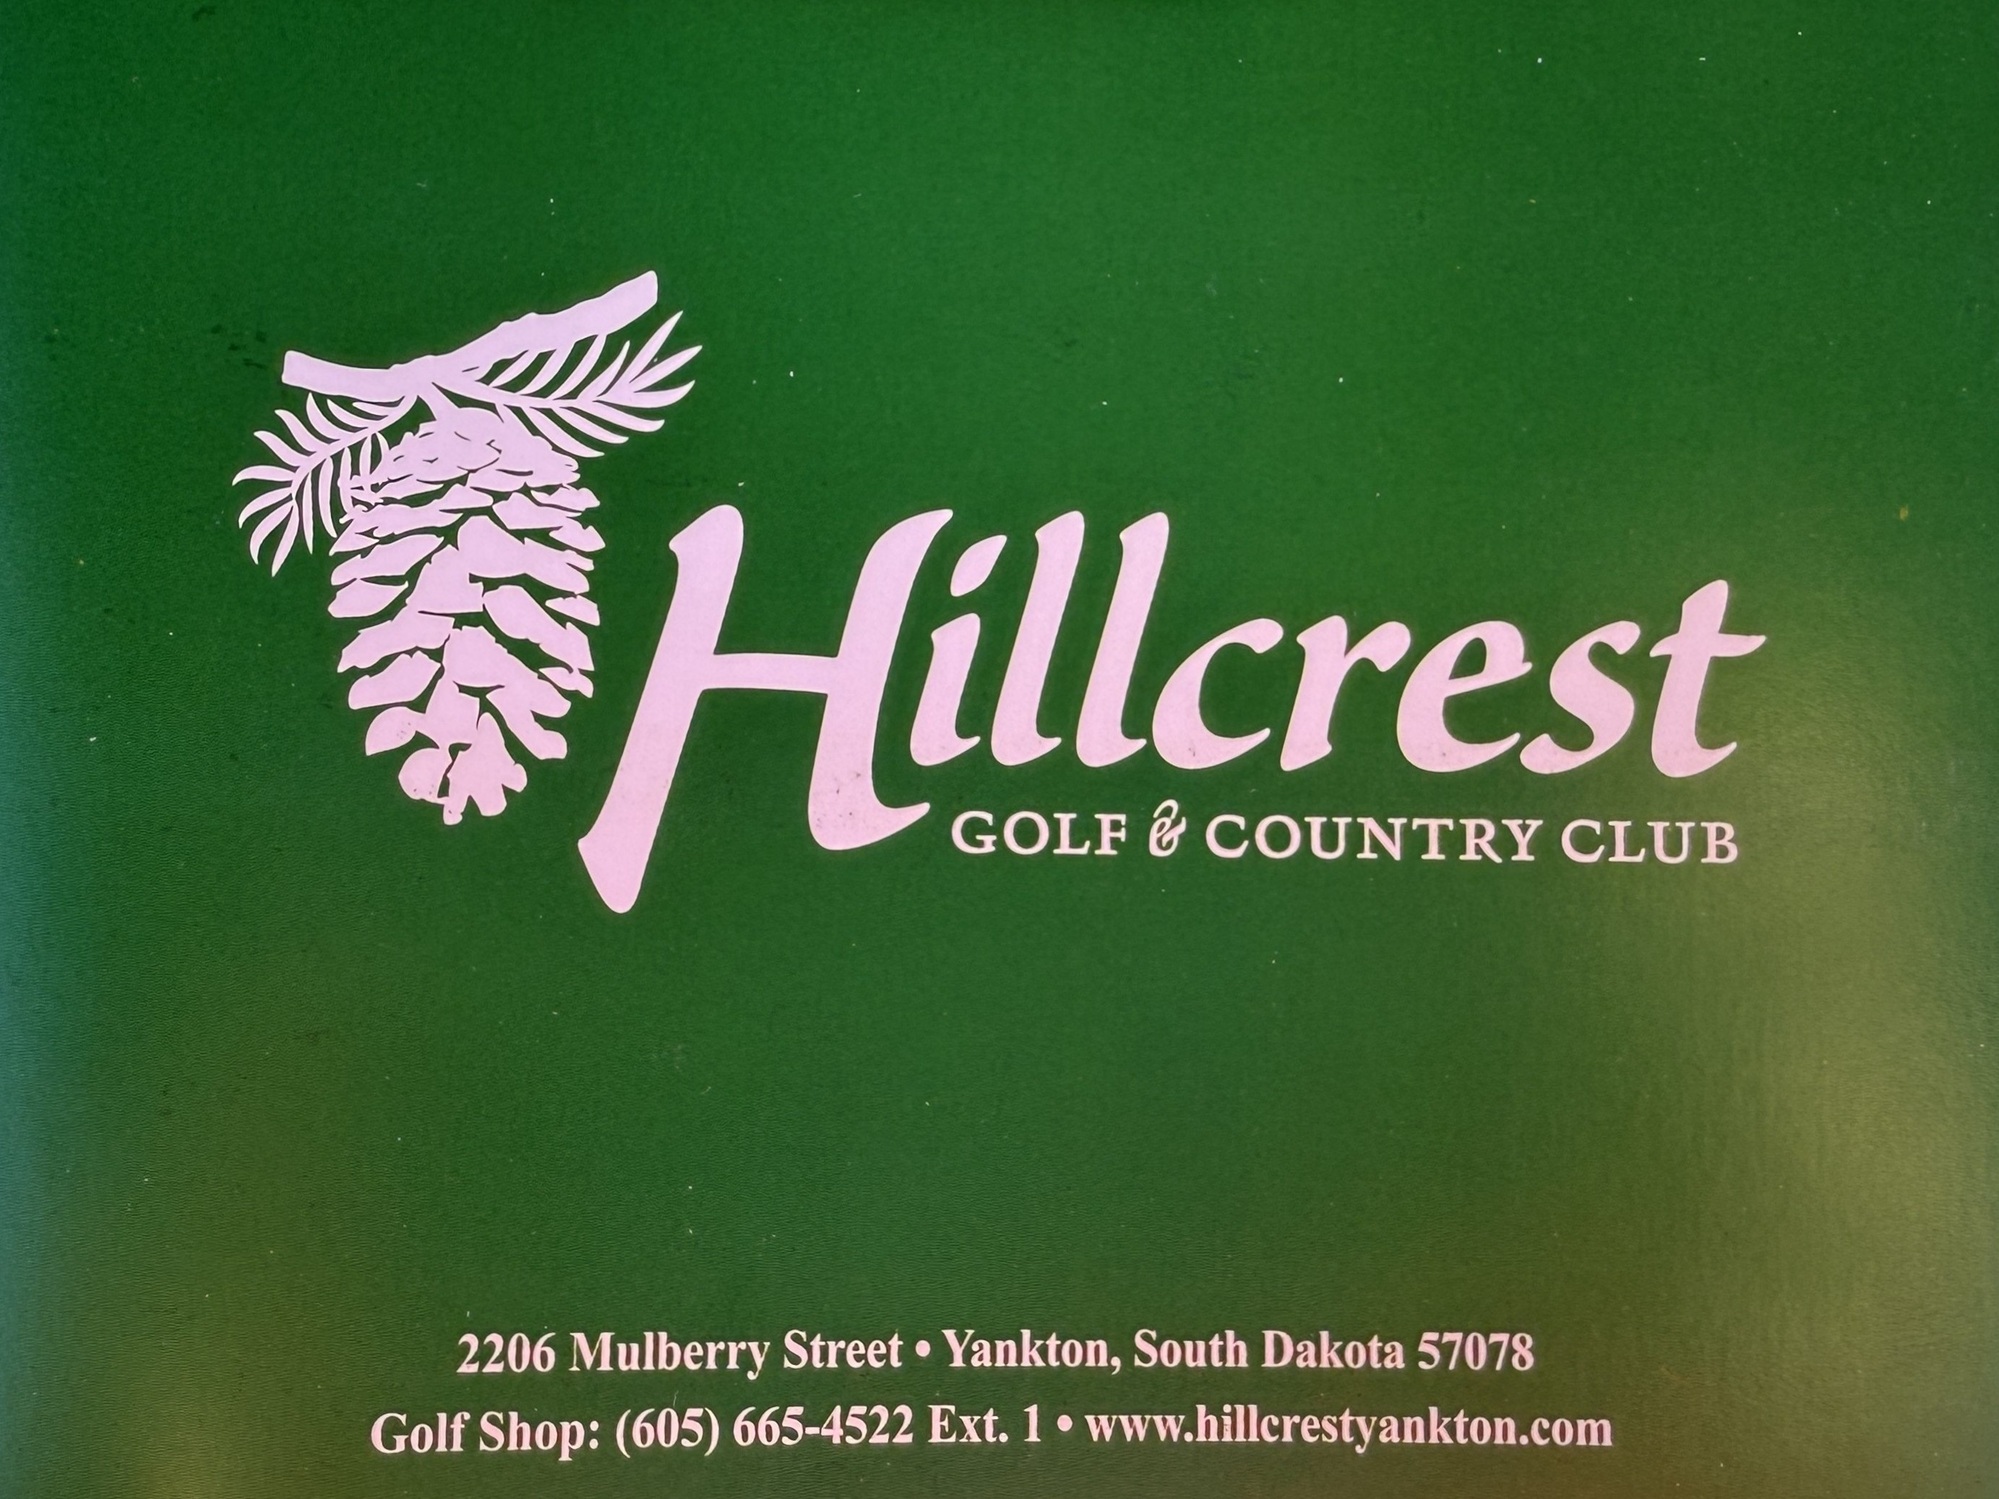 Hillcrest
GOLF & COUNTRY CLUB
2206 Mulberry Street • Yankton, South Dakota 57078
Golf Shop: (605) 665-4522 Ext. 1 • www.hillcrestyankton.com